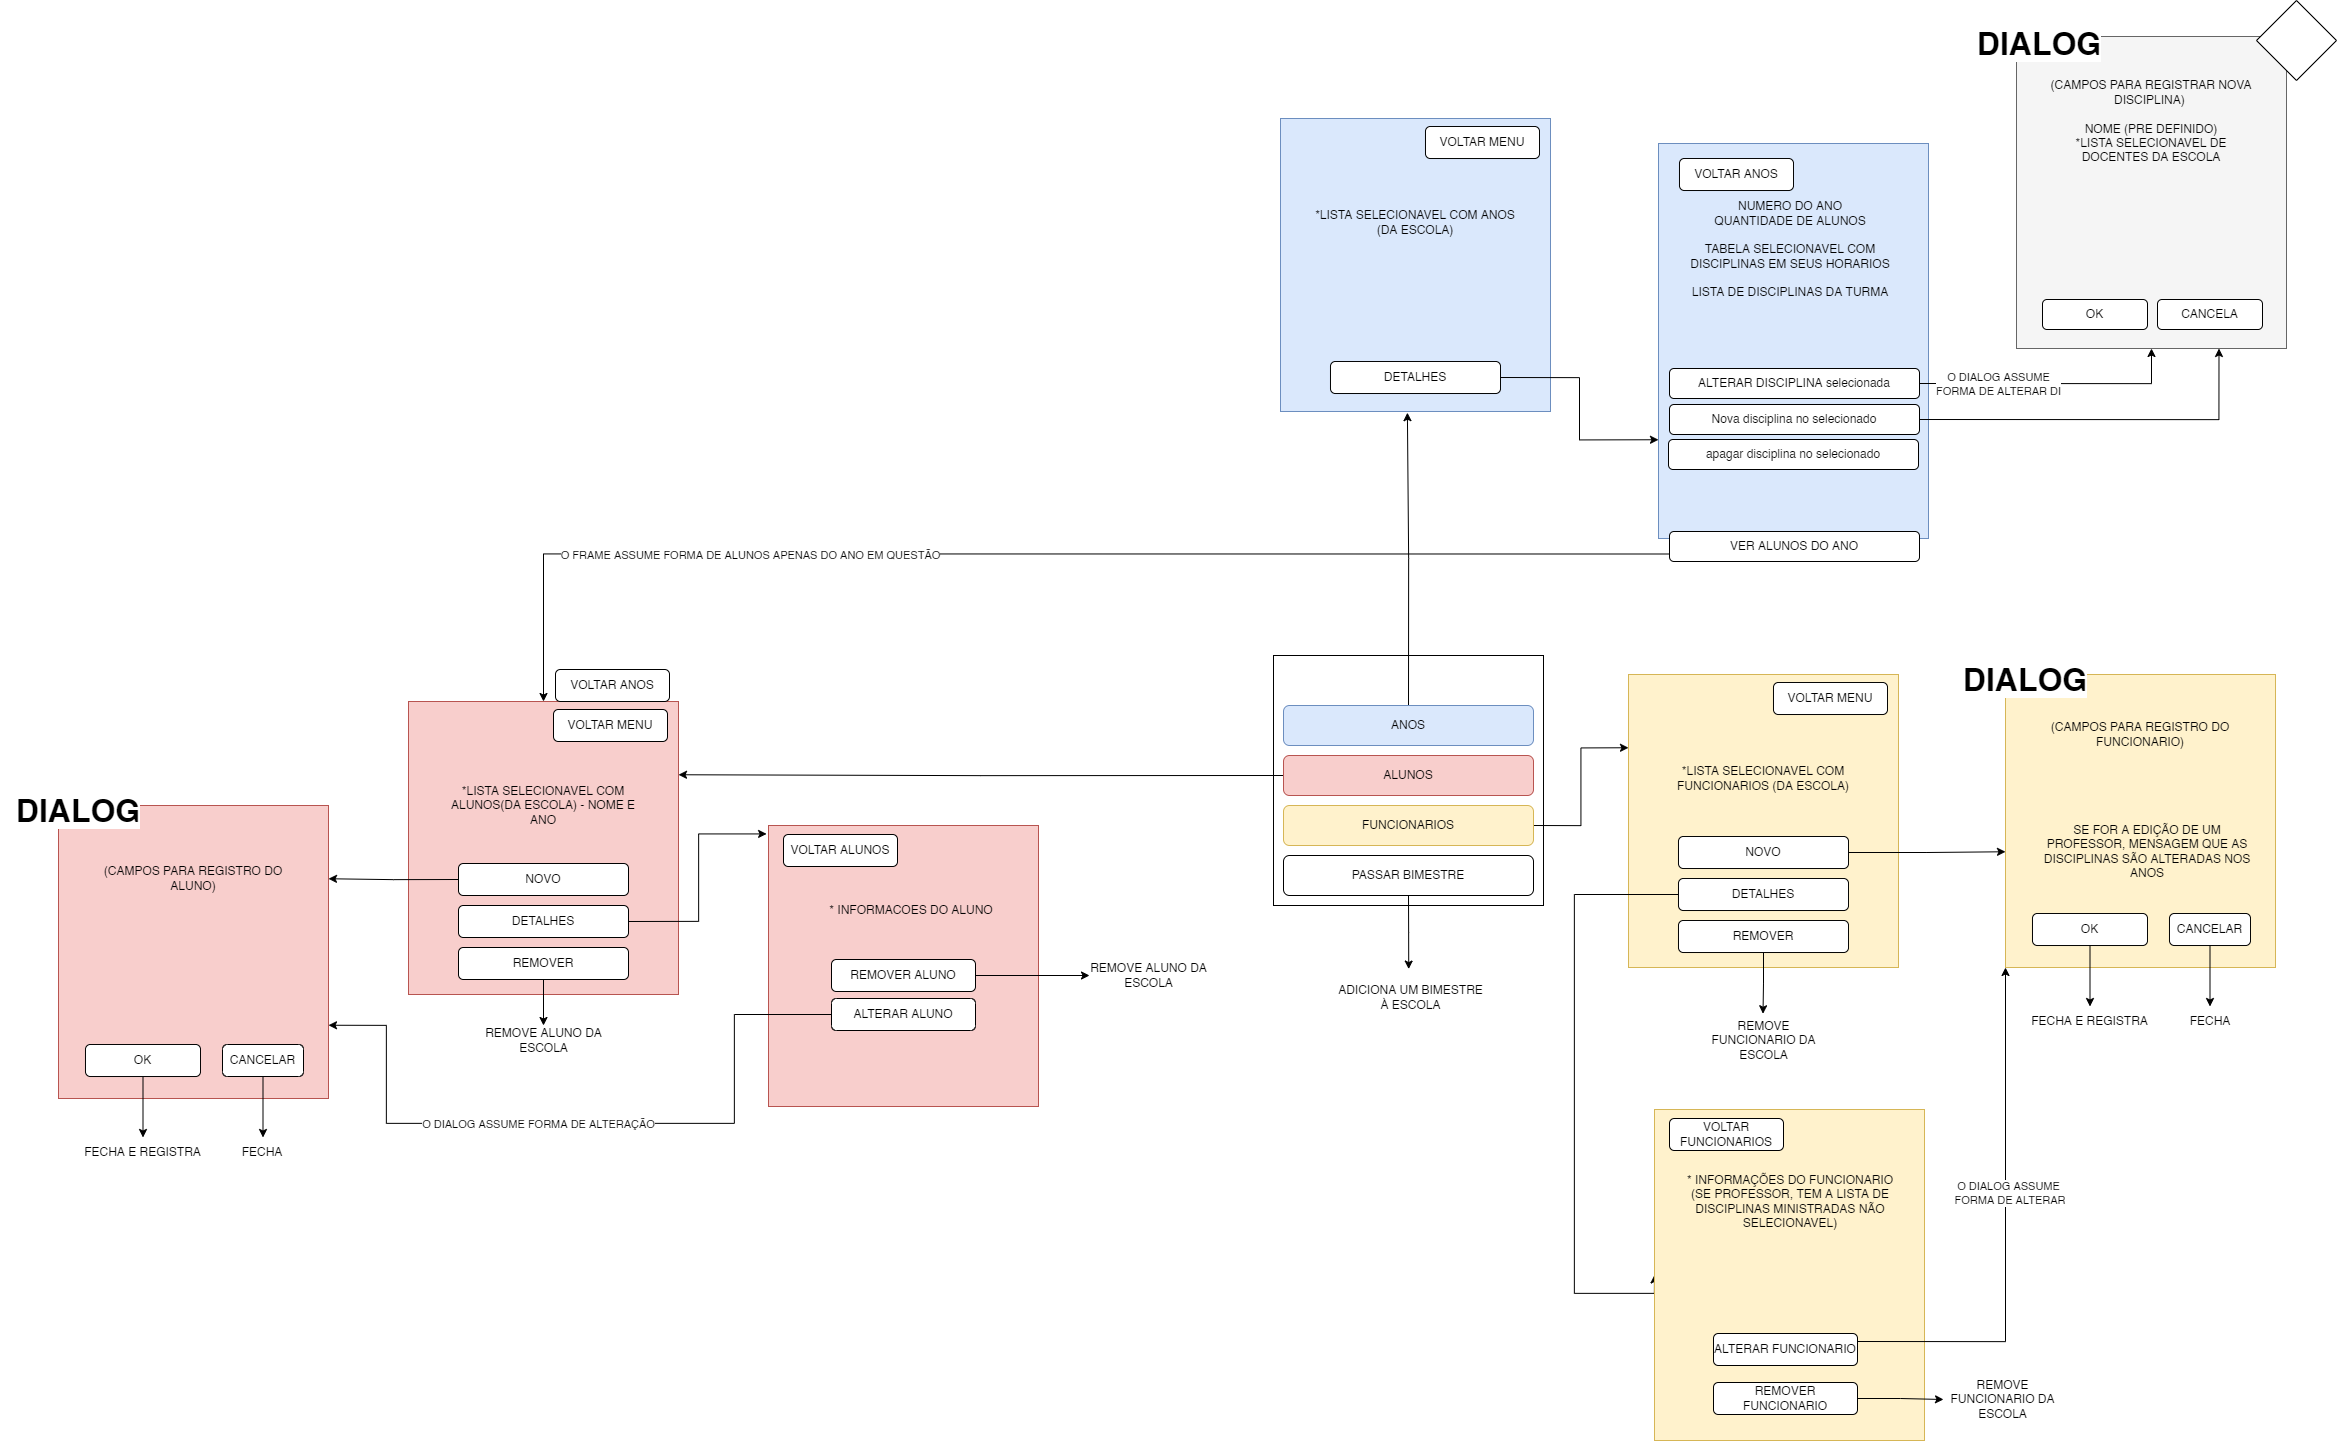 DIALOG
(CAMPOS PARA REGISTRAR NOVA
DISCIPLINA)
NOME (PRE DEFINIDO)
*LISTA SELECIONAVEL DE
DOCENTES DA ESCOLA
OK
CANCELA
VOLTAR MENU
*LISTA SELECIONAVEL COM ANOS
(DA ESCOLA)
DETALHES
VOLTAR ANOS
NUMERO DO ANO
QUANTIDADE DE ALUNOS
TABELA SELECIONAVEL COM
DISCIPLINAS EM SEUS HORARIOS
LISTA DE DISCIPLINAS DA TURMA
ALTERAR DISCIPLINA selecionada
Nova disciplina no selecionado
apagar disciplina no selecionado
VER ALUNOS DO ANO
O DIALOG ASSUME
FORMA DE ALTERAR DI
O FRAME ASSUME FORMA DE ALUNOS APENAS DO ANO EM QUESTÃO
VOLTAR ANOS
VOLTAR MENU
*LISTA SELECIONAVEL COM
ALUNOS(DA ESCOLA) - NOME E
ANO
NOVO
DETALHES
REMOVER
REMOVE ALUNO DA
ESCOLA
DIALOG
(CAMPOS PARA REGISTRO DO
ALUNO)
OK
CANCELAR
FECHA E REGISTRA
FECHA
O DIALOG ASSUME FORMA DE ALTERAÇÃO
VOLTAR ALUNOS
* INFORMACOES DO ALUNO
REMOVER ALUNO
ALTERAR ALUNO
REMOVE ALUNO DA
ESCOLA
ANOS
ALUNOS
FUNCIONARIOS
PASSAR BIMESTRE
ADICIONA UM BIMESTRE
À ESCOLA
VOLTAR MENU
*LISTA SELECIONAVEL COM
FUNCIONARIOS (DA ESCOLA)
NOVO
DETALHES
REMOVER
REMOVE
FUNCIONARIO DA
ESCOLA
DIALOG
(CAMPOS PARA REGISTRO DO
FUNCIONARIO)
SE FOR A EDIÇÃO DE UM
PROFESSOR, MENSAGEM QUE AS
DISCIPLINAS SÃO ALTERADAS NOS
ANOS
OK
CANCELAR
FECHA E REGISTRA
FECHA
VOLTAR
FUNCIONARIOS
* INFORMAÇÕES DO FUNCIONARIO
(SE PROFESSOR, TEM A LISTA DE
DISCIPLINAS MINISTRADAS NÃO
SELECIONAVEL)
O DIALOG ASSUME
FORMA DE ALTERAR
ALTERAR FUNCIONARIO
REMOVER
FUNCIONARIO
REMOVE
FUNCIONARIO DA
ESCOLA